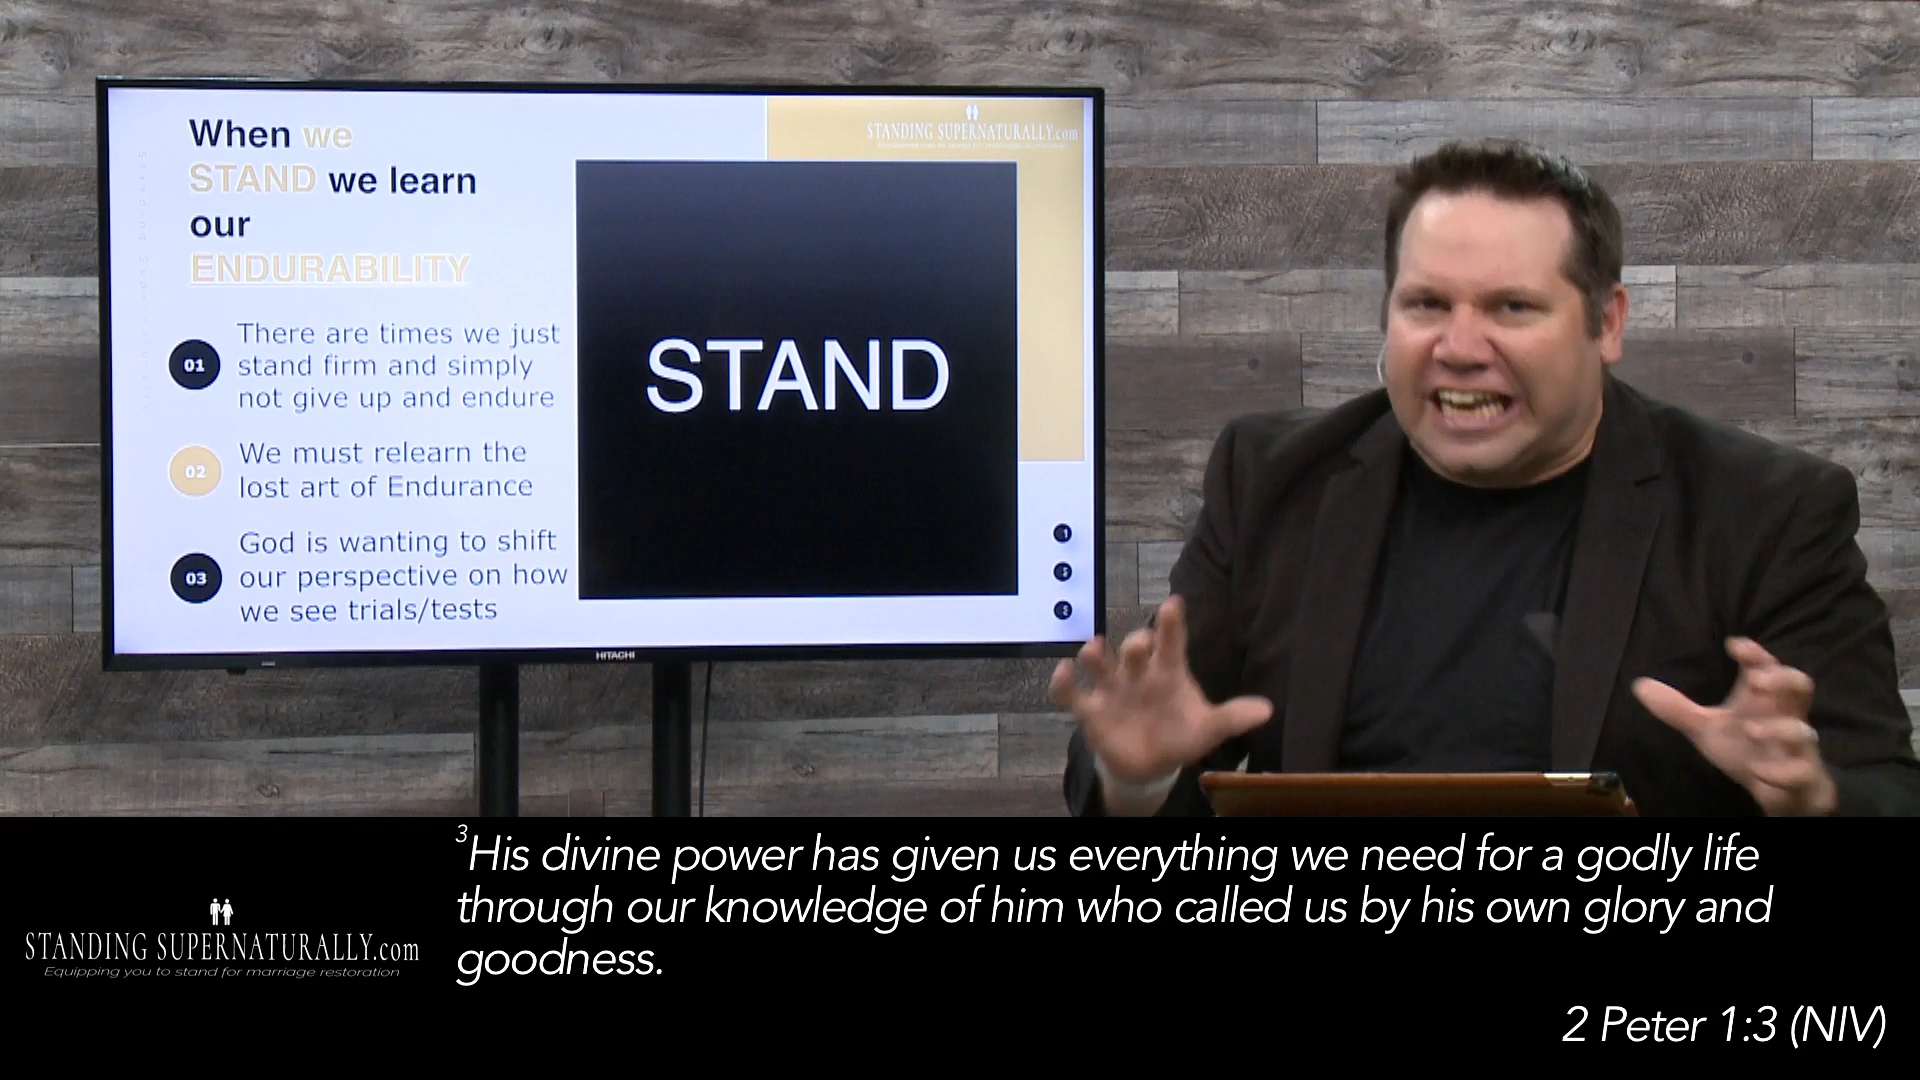 When we
STAND we learn
our
ENDURABILITY
01
There are times we just
stand firm and simply
not give up and endure
02
We must relearn the
lost art of Endurance
03
God is wanting to shift
our perspective on how
we see trials/tests
STANDING SUPERNATURALLY.com
STAND
1
HITACHI
3His divine power has given us everything we need for a godly life
through our knowledge of him who called us by his own glory and
goodness.
2 Peter 1:3 (NIV)
STANDING SUPERNATURALLY.com
Equipping you to stand for marriage restoration